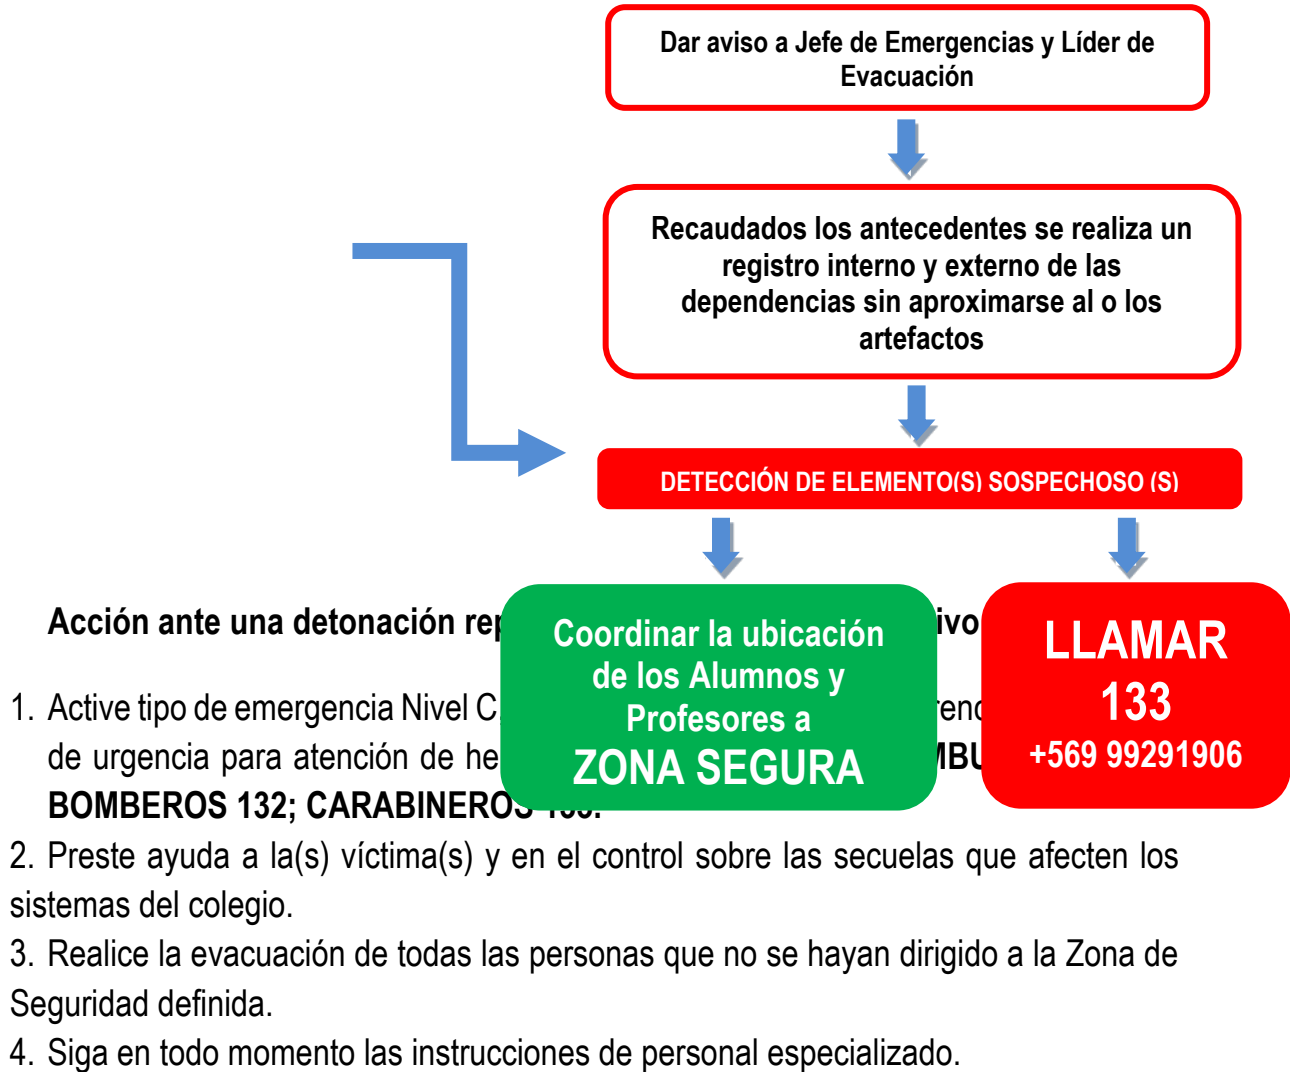 Dar aviso a Jefe de Emergencias y Líder de
Evacuación
Recaudados los antecedentes se realiza un
registro interno y externo de las
dependencias sin aproximarse al o los
artefactos
DETECCIÓN DE ELEMENTO(S) SOSPECHOSO (S)
Coordinar la ubicación
de los Alumnos y
Profesores a
ZONA SEGURA
LLAMAR
133
+569 99291906
Acción ante una detonación
1. Active tipo de emergencia Nivel C
de urgencia para atención de
BOMBEROS 132; CARABINEROS
2. Preste ayuda a la(s) víctima(s) y en el control sobre las secuelas que afecten los
sistemas del colegio.
3. Realice la evacuación de todas las personas que no se hayan dirigido a la Zona de
Seguridad definida.
4. Siga en todo momento las instrucciones de personal especializado.